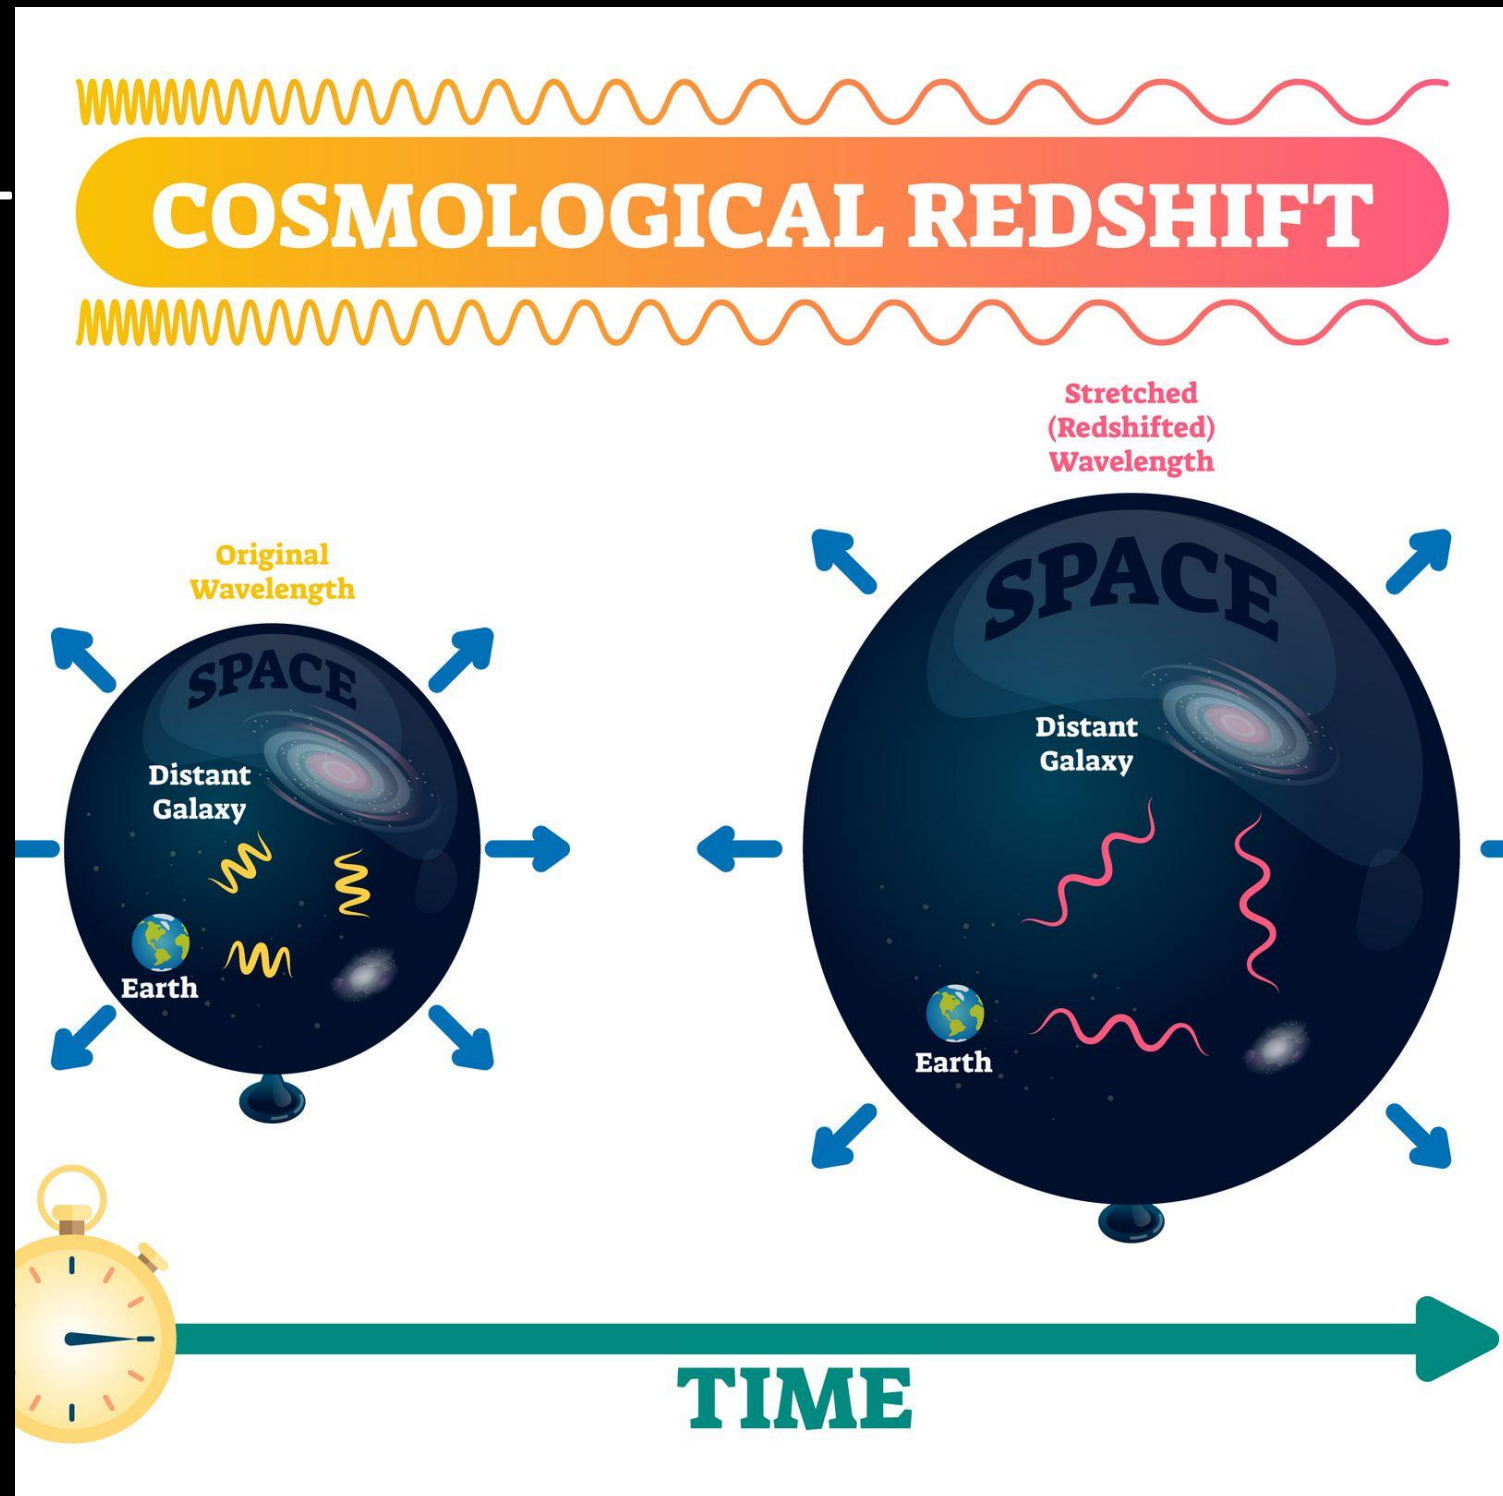 COSMOLOGICAL REDSHIFT
Original
Wavelength
SPACE
Distant
Galaxy
Earth
Stretched
(Redshifted)
Wavelength
SPACE
Distant
Galaxy
Earth
TIME